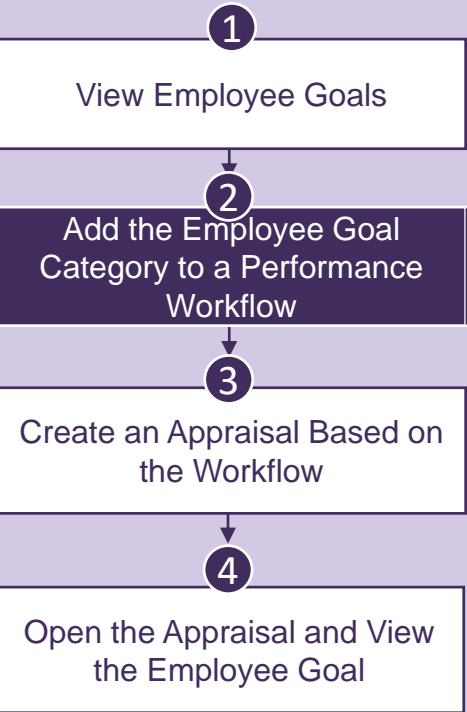 1
View Employee Goals
2
Add the Employee Goal
Category to a Performance
Workflow
3
Create an Appraisal Based on
the Workflow
4
Open the Appraisal and View
the Employee Goal